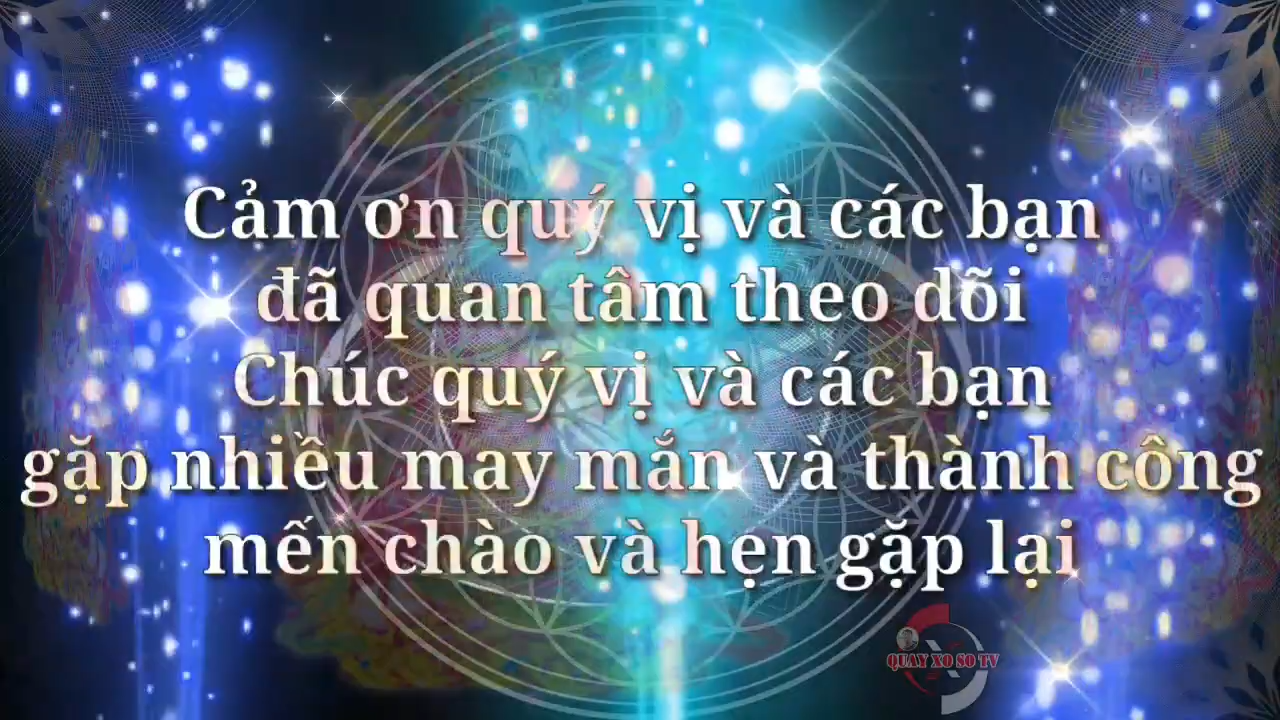 Cảm ơn quý vị và các bạn
đã quan tâm theo dõi
Chúc quý vị và các bạn
gặp nhiều may mắn và thành công
mến chào và hẹn gặp lại
QUAY XO SO TV